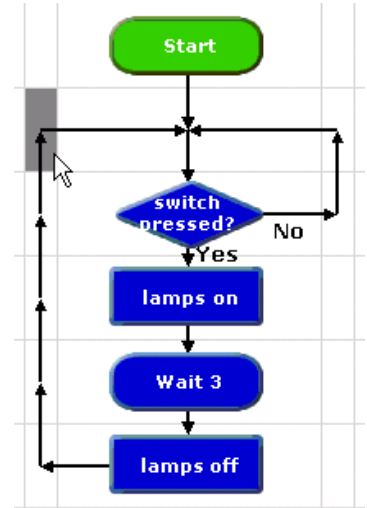 Start
switch
pressed?
No
Yes
lamps on
Wait 3
lamps off